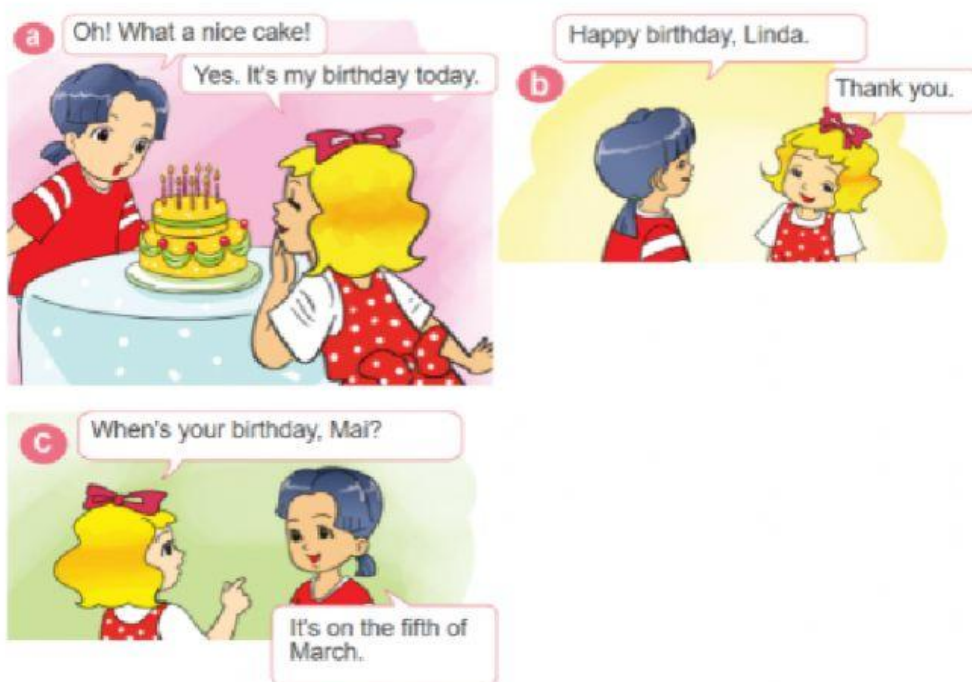 a
Oh! What a nice cake!
Yes. It's my birthday today.
b
Happy birthday, Linda.
Thank you.
c
When's your birthday, Mai?
It's on the fifth of
March.